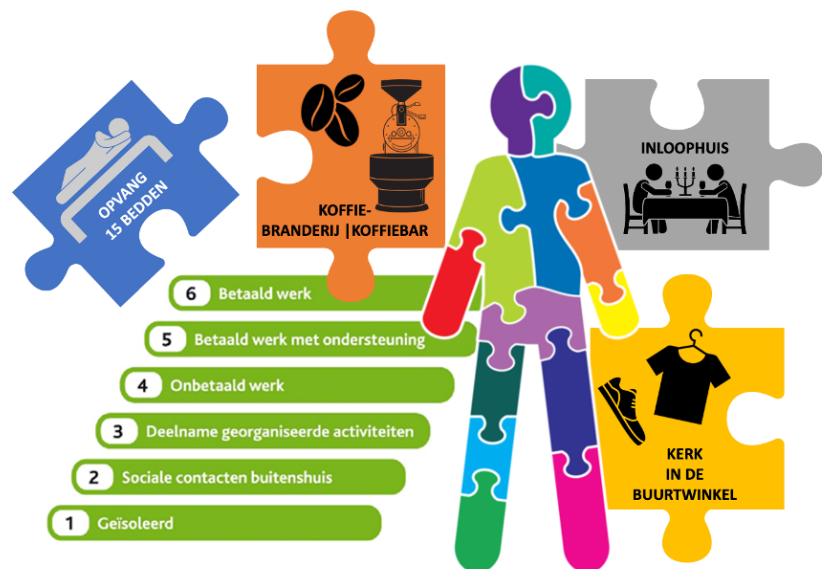 OPVANG
15 BEDDEN
KOFFIE-
BRANDERIJ |KOFFIEBAR
INLOOPHUIS
6 Betaald werk
5 Betaald werk met ondersteuning
4 Onbetaald werk
3 Deelname georganiseerde activiteiten
2 Sociale contacten buitenshuis
1 Geïsoleerd
KERK
IN DE
BUURTWINKEL